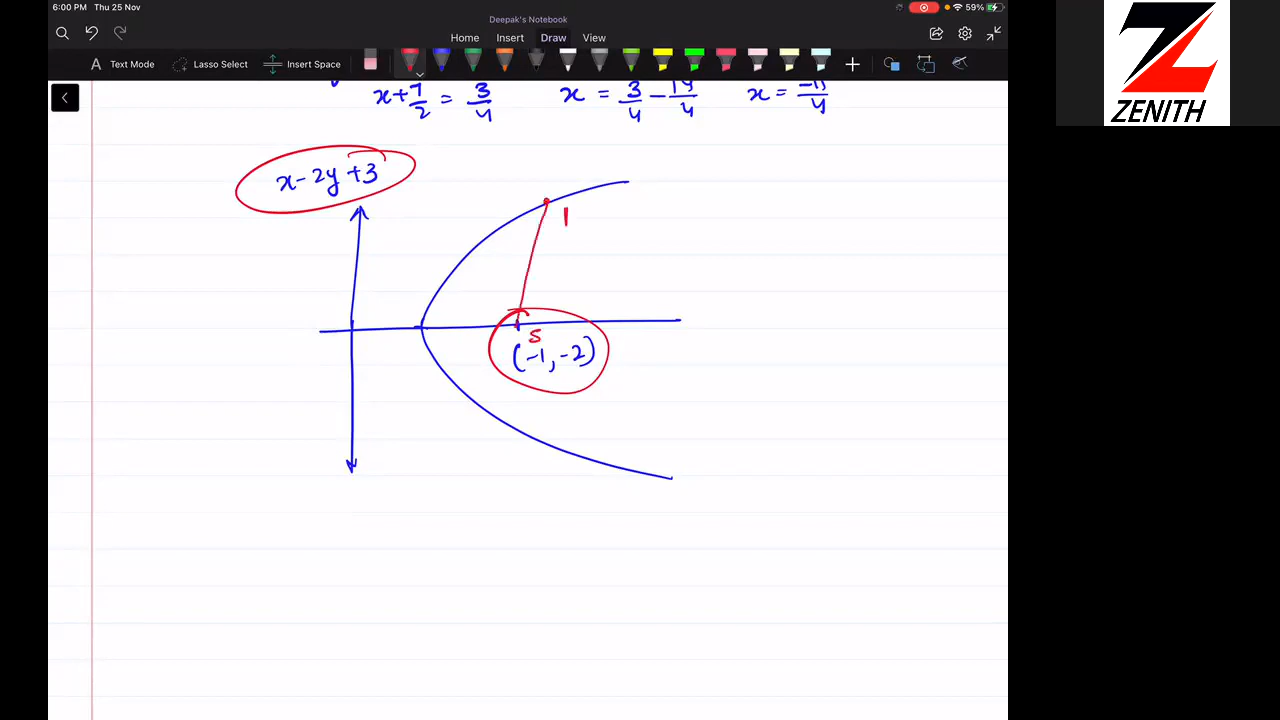 6:00 PM Thu 25 Nov
59%
Deepak's Notebook
Home Insert Draw View
Text Mode Lasso Select Insert Space
x+7/2 = 3/4 x = 3/4 - 14/4 x = -11/4
x-2y+3
1
S
(-1, -2)
ZENITH